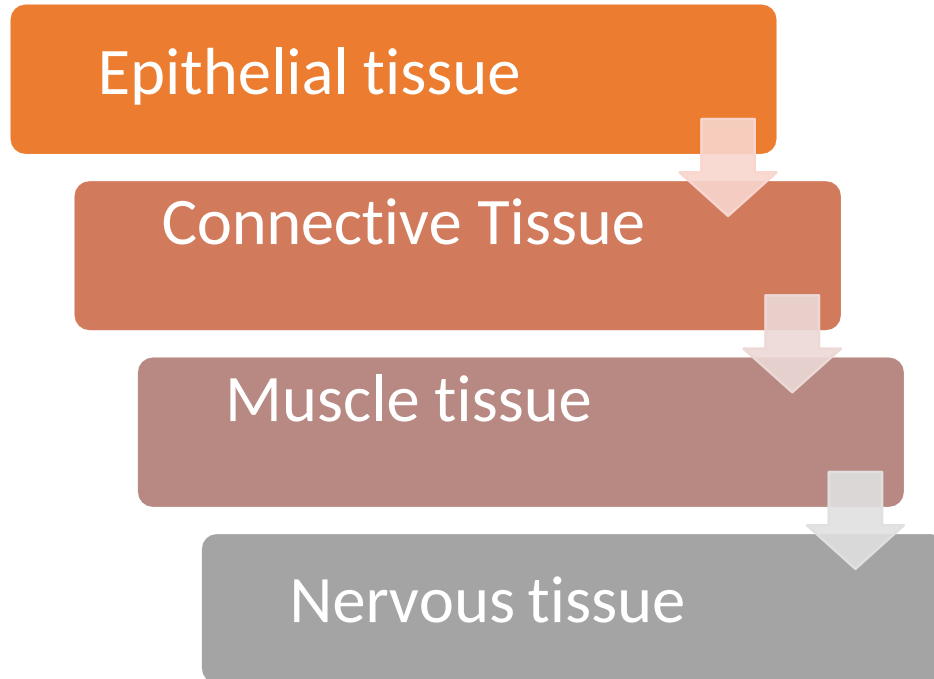 Epithelial tissue
Connective Tissue
Muscle tissue
Nervous tissue